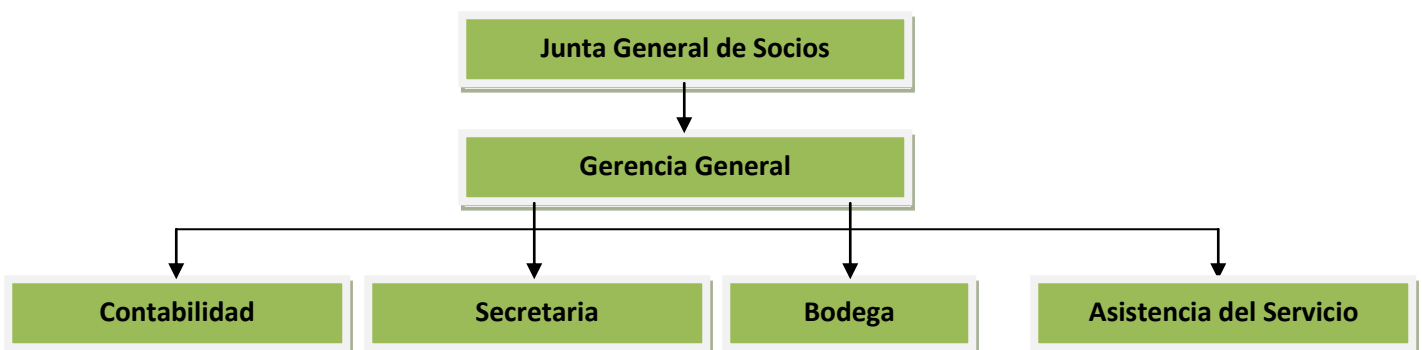 Junta General de Socios
Gerencia General
Contabilidad
Secretaria
Bodega
Asistencia del Servicio